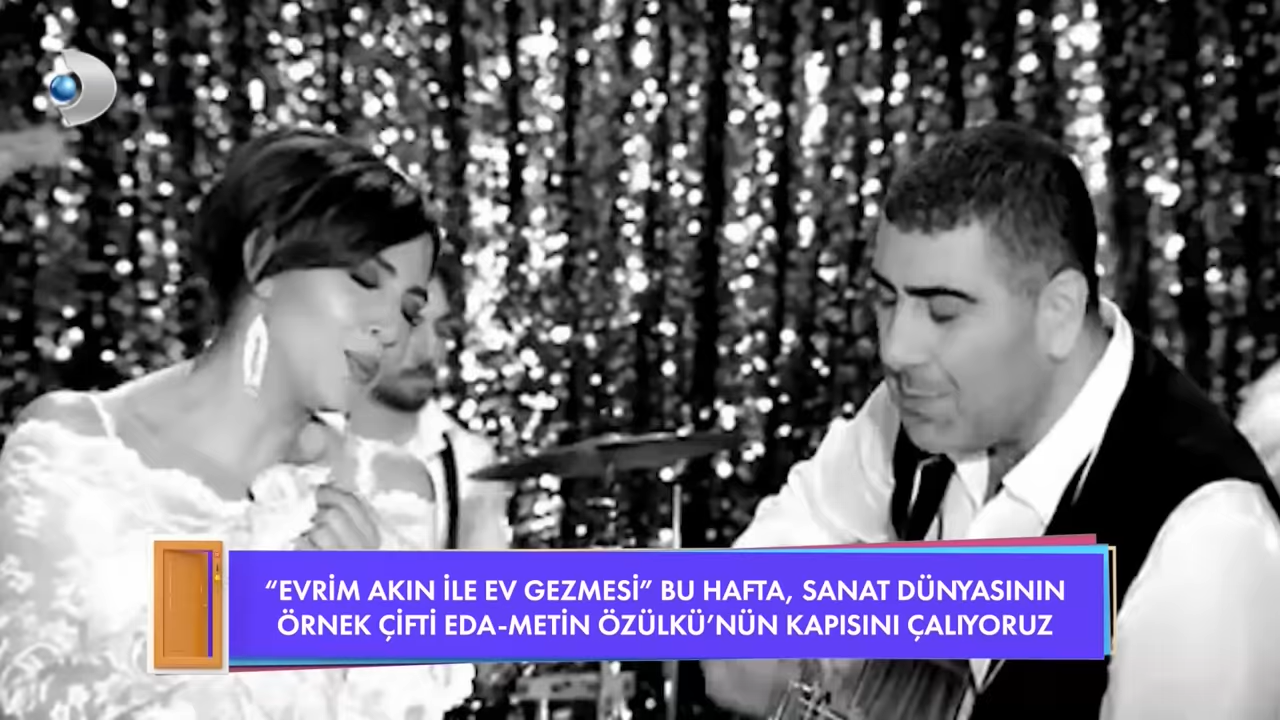 “EVRİM AKIN İLE EV GEZMESİ” BU HAFTA, SANAT DÜNYASININ
ÖRNEK ÇİFTİ EDA-METİN ÖZÜLKÜ’NÜN KAPISINI ÇALIYORUZ